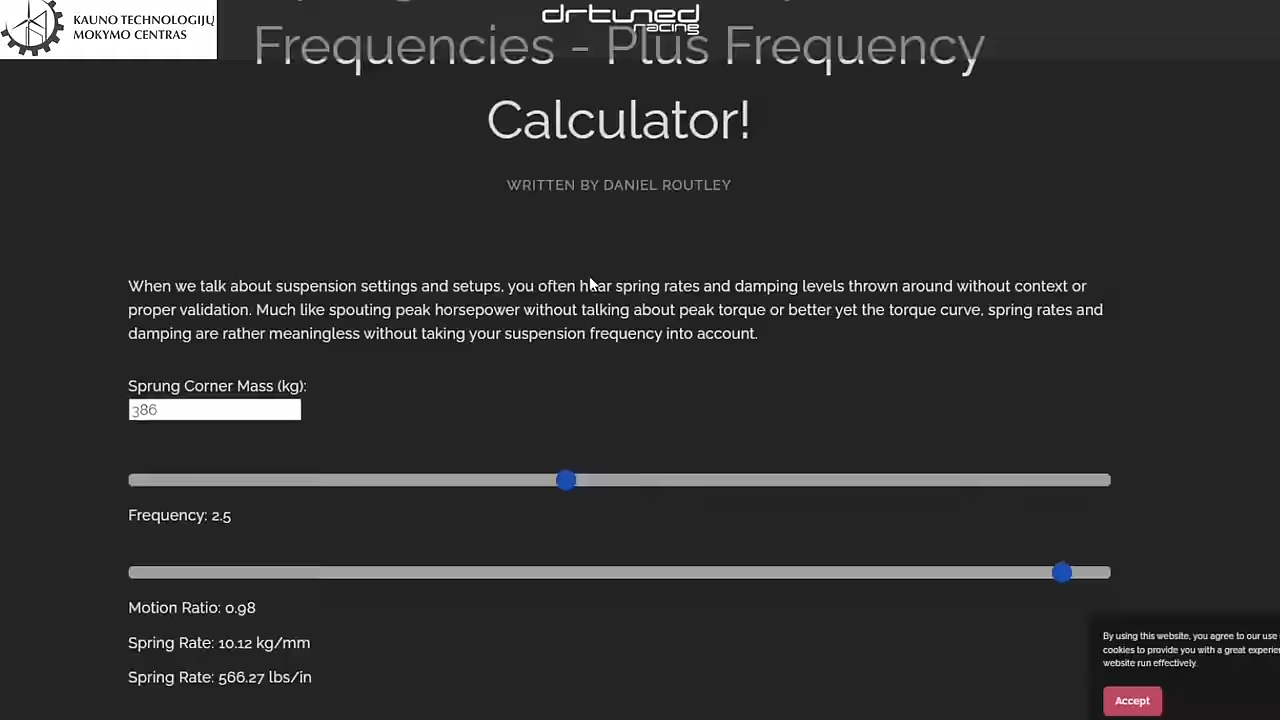 KAUNO TECHNOLOGIJŲ
MOKYMO CENTRAS
drtuned
racing
Frequencies - Plus Frequency
Calculator!
WRITTEN BY DANIEL ROUTLEY
When we talk about suspension settings and setups, you often hear spring rates and damping levels thrown around without context or
proper validation. Much like spouting peak horsepower without talking about peak torque or better yet the torque curve, spring rates and
damping are rather meaningless without taking your suspension frequency into account.
Sprung Corner Mass (kg):
386
Frequency: 2.5
Motion Ratio: 0.98
Spring Rate: 10.12 kg/mm
Spring Rate: 566.27 lbs/in
By using this website, you agree to our use
cookies to provide you with a great experie
website run effectively.
Accept